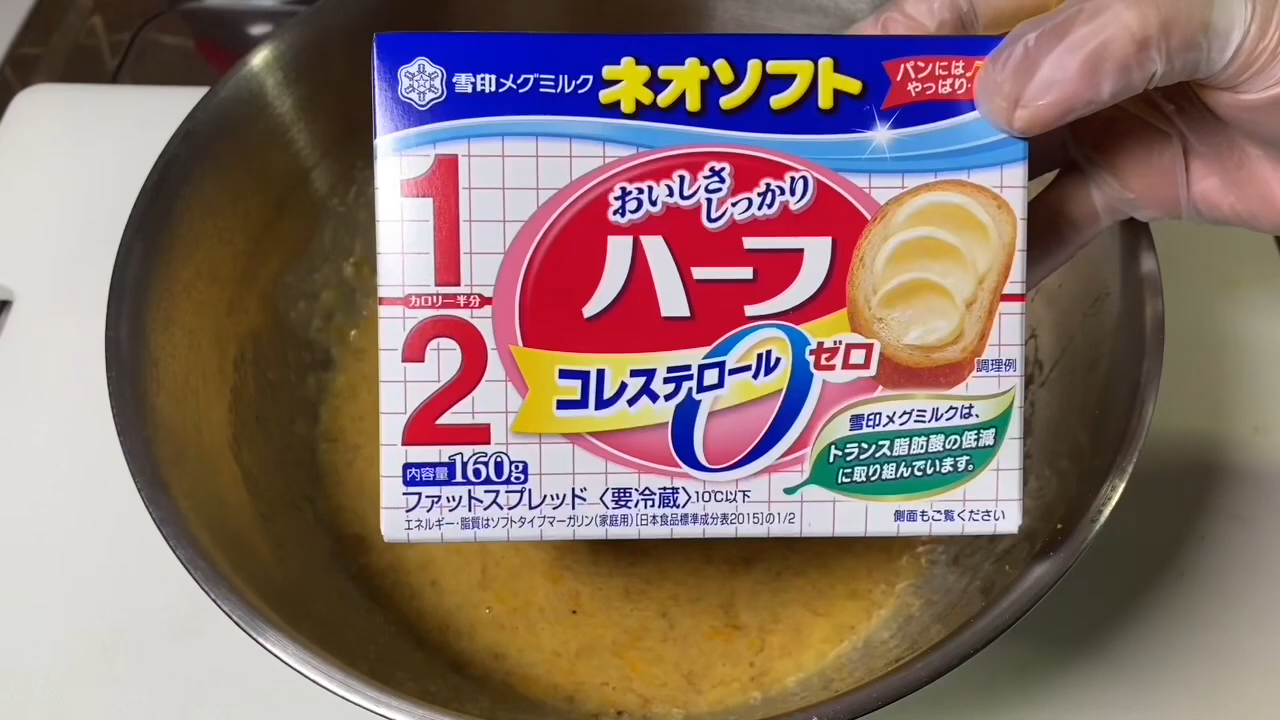 雪印メグミルク ネオソフト
パンには♪
やっぱり
おいしさ
しっかり
ハーフ
1
カロリー半分
2
コレステロール0ゼロ
調理例
雪印メグミルクは、
トランス脂肪酸の低減
に取り組んでいます。
内容量160g
ファットスプレッド〈要冷蔵〉10℃以下
エネルギー・脂質はソフトタイプマーガリン(家庭用)[日本食品標準成分表2015]の1/2
側面もご覧ください